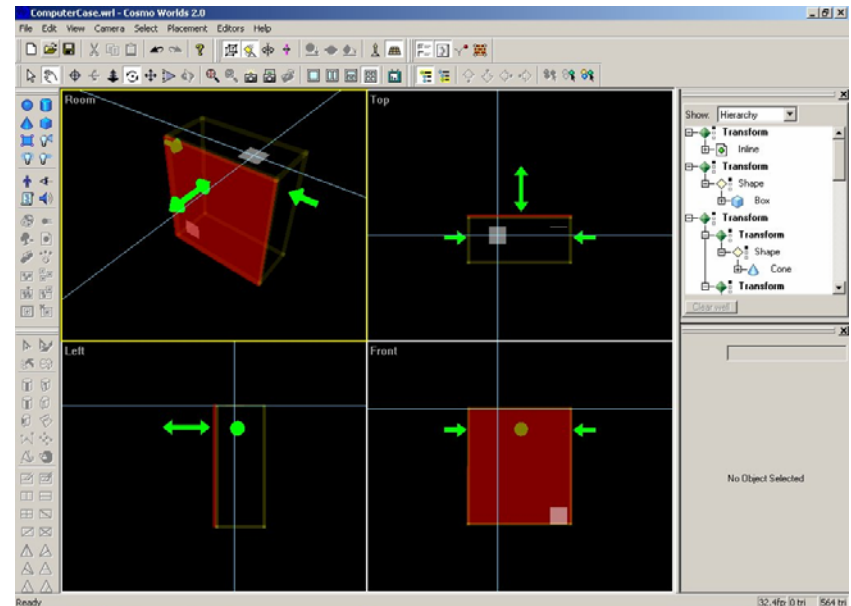 ComputerCase.wrl - Cosmo Worlds 2.0
File Edit View Camera Select Placement Editors Help
Room
Top
Left
Front
Show: Hierarchy
Transform
Inline
Transform
Shape
Box
Transform
Transform
Shape
Cone
Transform
Clear well
No Object Selected
Ready
32.4fp 0 tri 564 tri